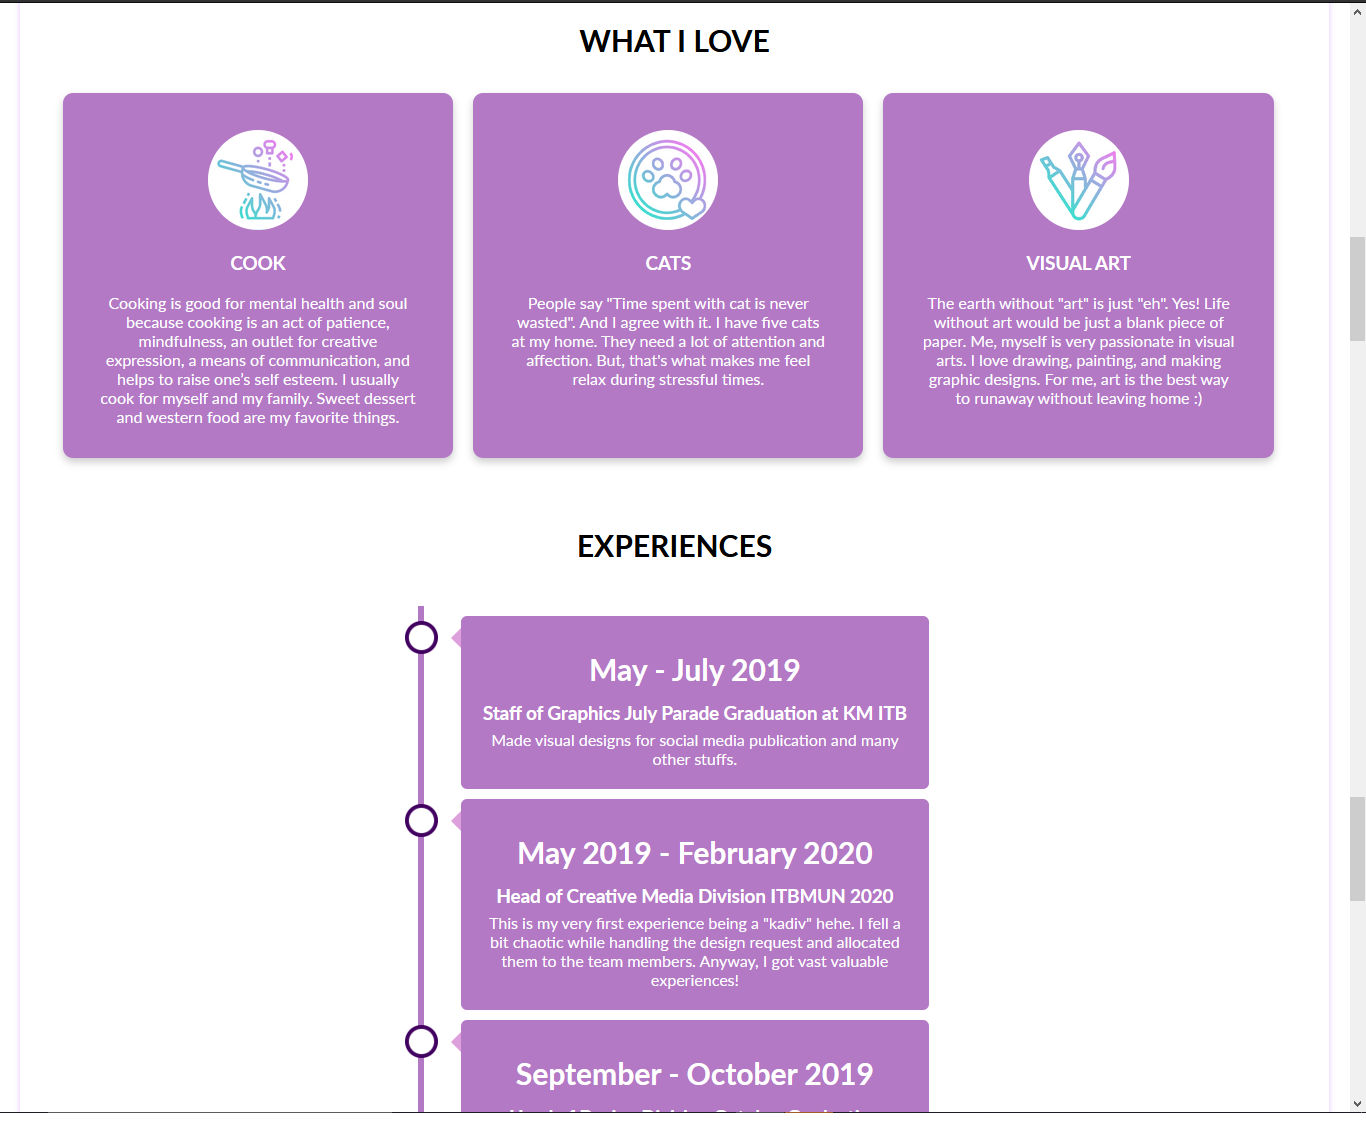 WHAT I LOVE
COOK
Cooking is good for mental health and soul
because cooking is an act of patience,
mindfulness, an outlet for creative
expression, a means of communication, and
helps to raise one's self esteem. I usually
cook for myself and my family. Sweet dessert
and western food are my favorite things.
CATS
People say "Time spent with cat is never
wasted". And I agree with it. I have five cats
at my home. They need a lot of attention and
affection. But, that's what makes me feel
relax during stressful times.
VISUAL ART
The earth without "art" is just "eh". Yes! Life
without art would be just a blank piece of
paper. Me, myself is very passionate in visual
arts. I love drawing, painting, and making
graphic designs. For me, art is the best way
to runaway without leaving home :)
EXPERIENCES
May - July 2019
Staff of Graphics July Parade Graduation at KM ITB
Made visual designs for social media publication and many
other stuffs.
May 2019 - February 2020
Head of Creative Media Division ITBMUN 2020
This is my very first experience being a "kadiv" hehe. I fell a
bit chaotic while handling the design request and allocated
them to the team members. Anyway, I got vast valuable
experiences!
September - October 2019